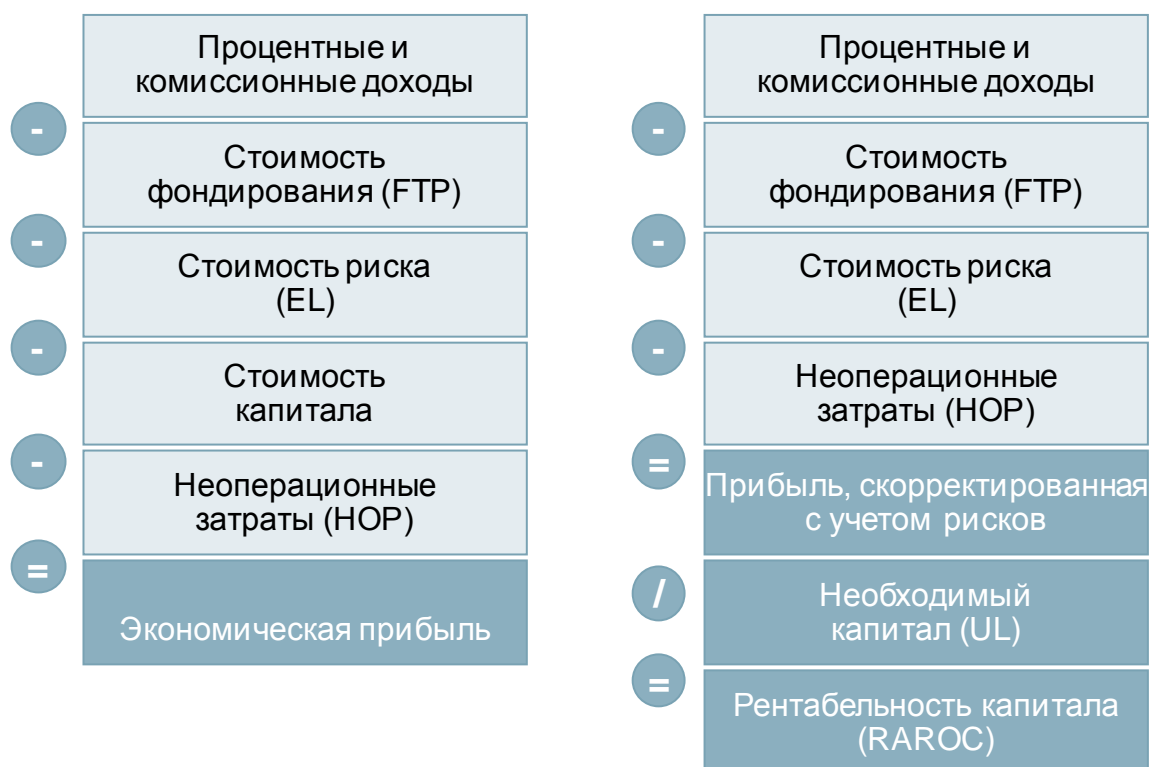 Процентные и
комиссионные доходы
-
Стоимость
фондирования (FTP)
-
Стоимость риска
(EL)
-
Стоимость
капитала
-
Неоперационные
затраты (НОР)
=
Экономическая прибыль
Процентные и
комиссионные доходы
-
Стоимость
фондирования (FTP)
-
Стоимость риска
(EL)
-
Неоперационные
затраты (НОР)
=
Прибыль, скорректированная
с учетом рисков
/
Необходимый
капитал (UL)
=
Рентабельность капитала
(RAROC)